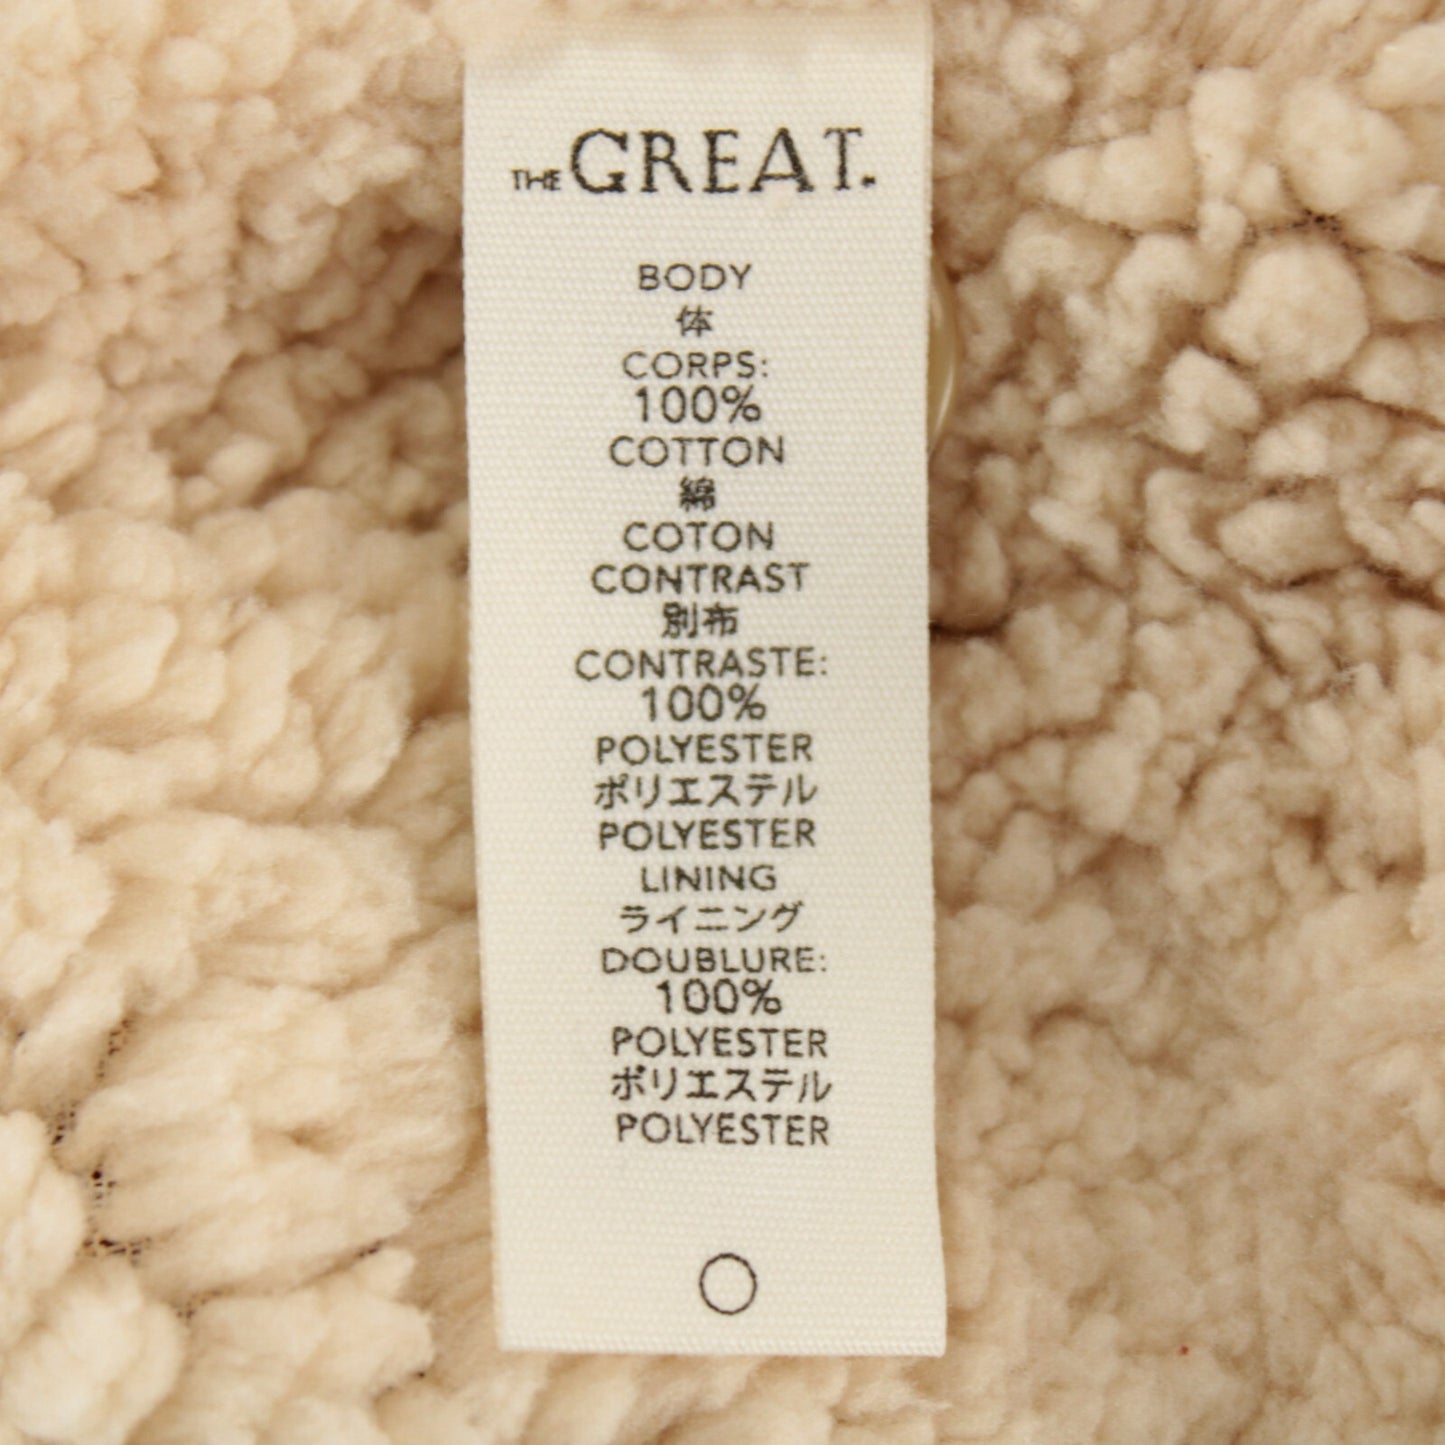 THE GREAT.
BODY
体
CORPS:
100%
COTTON
綿
COTON
CONTRAST
別布
CONTRASTE:
100%
POLYESTER
ポリエステル
POLYESTER
LINING
ライニング
DOUBLURE:
100%
POLYESTER
ポリエステル
POLYESTER